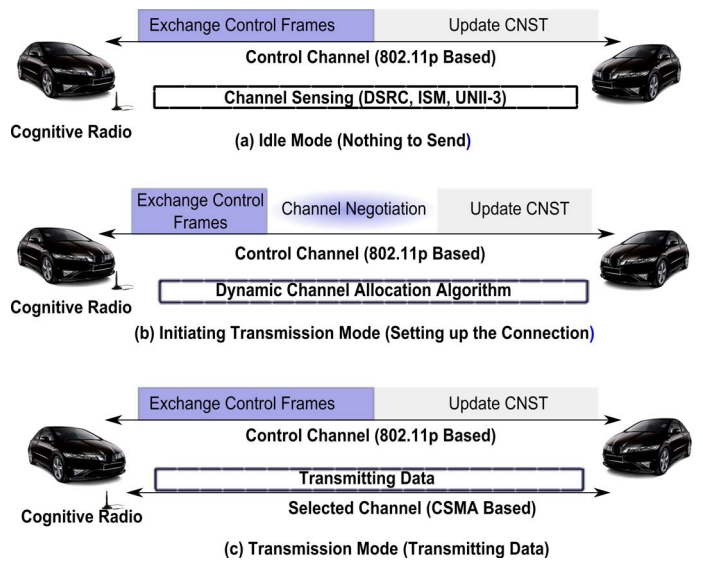 Exchange Control Frames Update CNST
Control Channel (802.11p Based)
Channel Sensing (DSRC, ISM, UNII-3)
Cognitive Radio
(a) Idle Mode (Nothing to Send)
Exchange Control
Frames
Channel Negotiation
Update CNST
Control Channel (802.11p Based)
Dynamic Channel Allocation Algorithm
Cognitive Radio
(b) Initiating Transmission Mode (Setting up the Connection)
Exchange Control Frames Update CNST
Control Channel (802.11p Based)
Transmitting Data
Selected Channel (CSMA Based)
Cognitive Radio
(c) Transmission Mode (Transmitting Data)